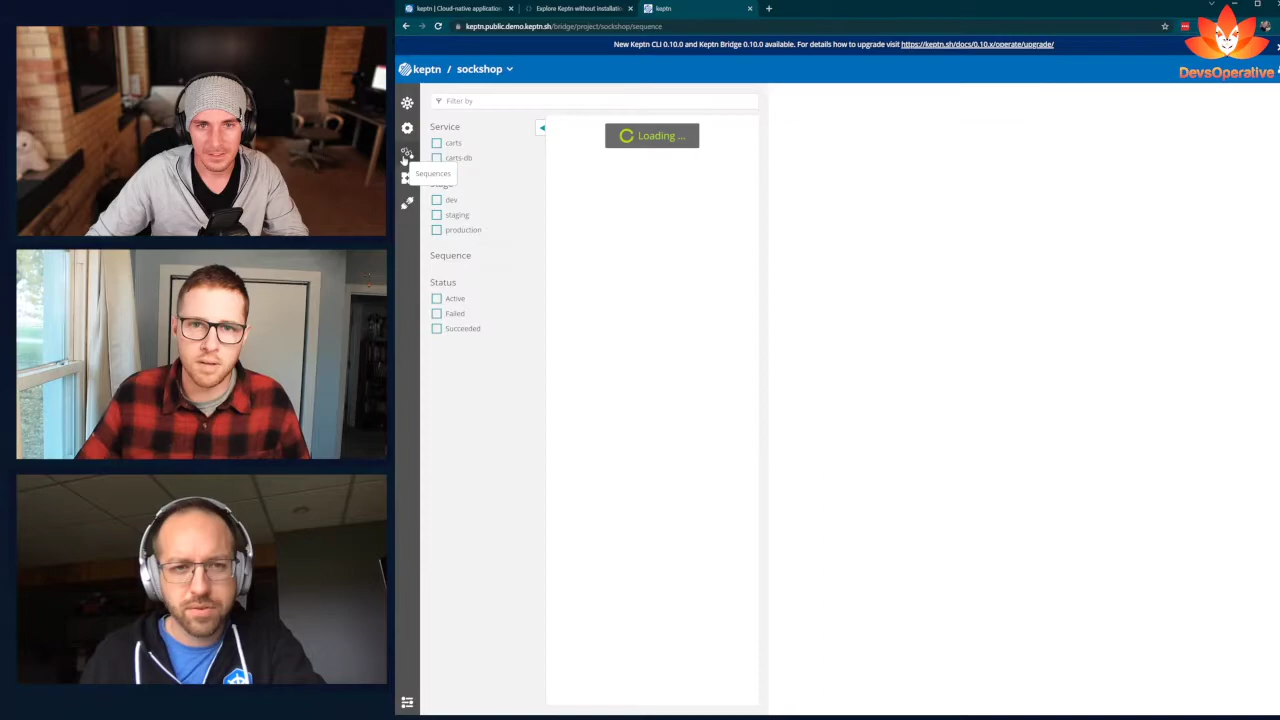 keptn | Cloud-native application
Explore Keptn without installati
keptn
keptn.public.demo.keptn.sh/bridge/project/sockshop/sequence
New Keptn CLI 0.10.0 and Keptn Bridge 0.10.0 available. For details how to upgrade visit https://keptn.sh/docs/0.10.x/operate/upgrade/
DevsOperative
keptn / sockshop
Filter by
Service
carts
carts-db
Sequences
dev
staging
production
Sequence
Status
Active
Failed
Succeeded
Loading ...